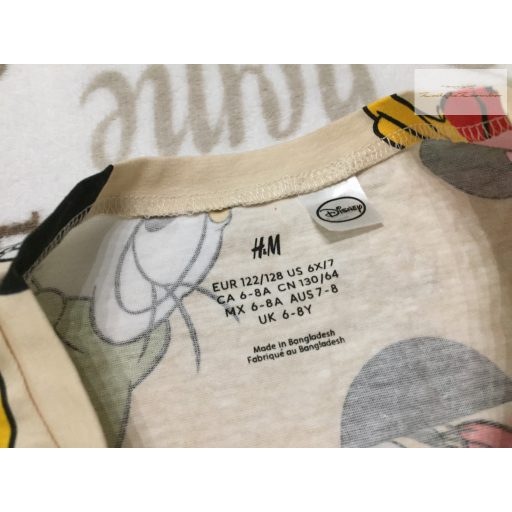 Disney
H&M
EUR 122/128 US 6X/7
CA 6-8A CN 130/64
MX 6-8A AUS 7-8
UK 6-8Y
Made in Bangladesh
Fabriqué au Bangladesh